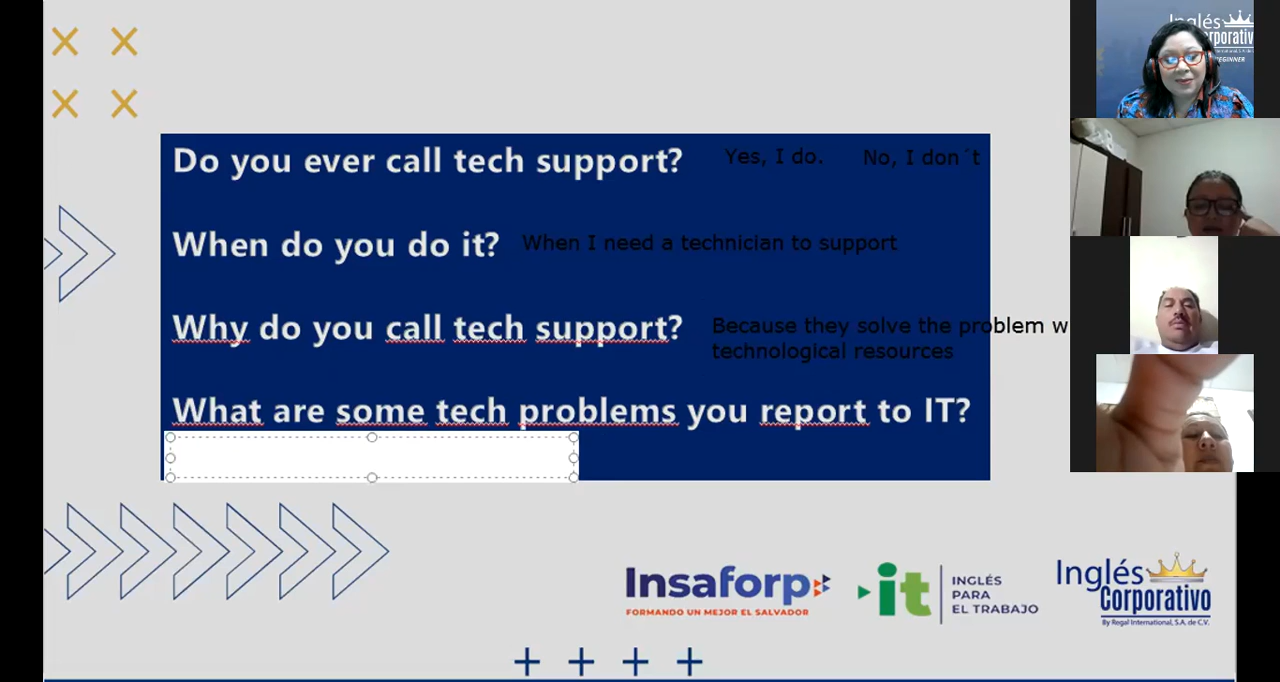 Do you ever call tech support? Yes, I do. No, I don´t
When do you do it? When I need a technician to support
Why do you call tech support? Because they solve the problem w
technological resources
What are some tech problems you report to IT?
Insaforp
FORMANDO UN MEJOR EL SALVADOR
it
INGLÉS
PARA
EL TRABAJO
Inglés
Corporativo
By Regal International, S.A. de C.V.
Inglés
orporativo
EGINNER